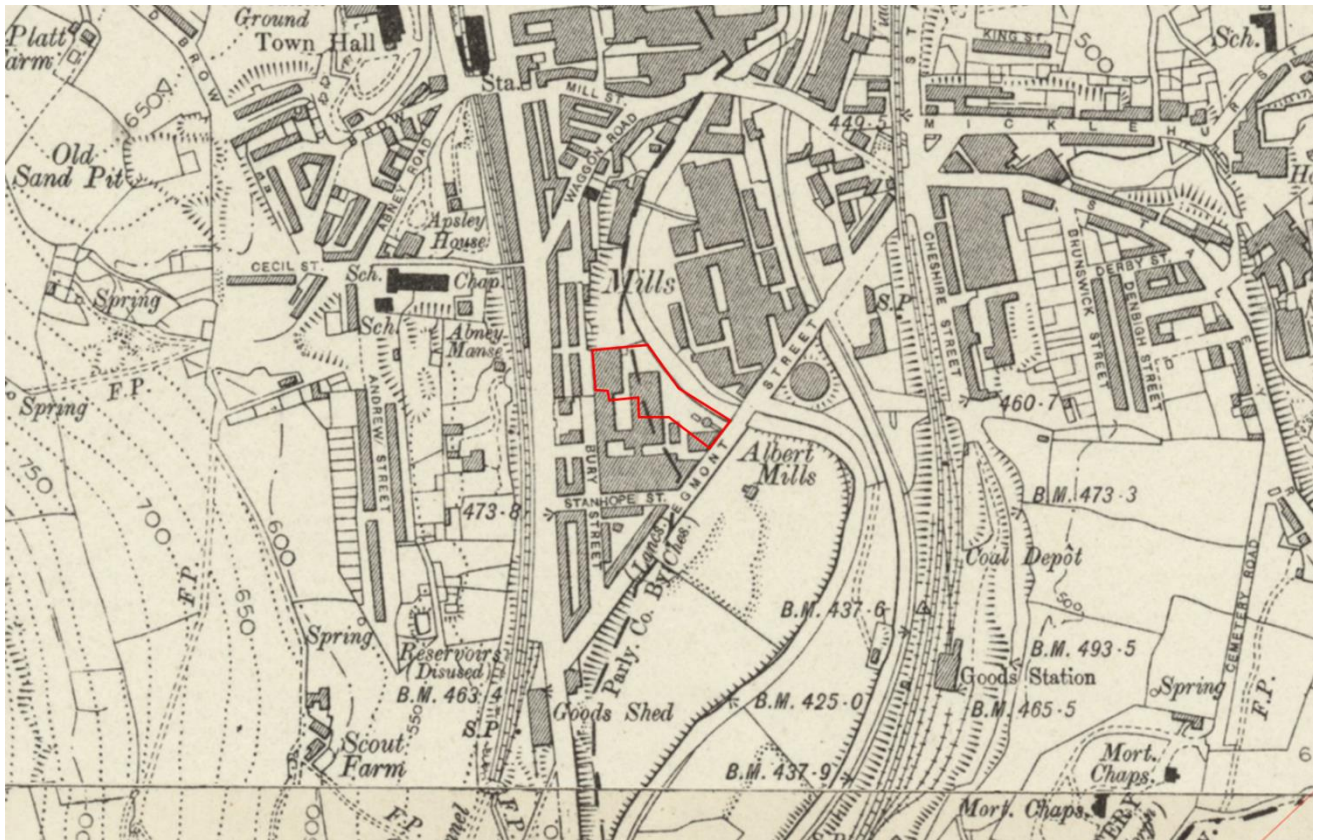 Platt
arm
BROW
Ground
Town Hall
Sta.
MILL ST.
WAGGON ROAD
KING ST.
500
Sch.
650
449·5
MICKLEHURST
Old
Sand Pit
BROW
ABNEY ROAD
Apsley
House
CECIL ST.
Sch.
Chap.
Mills
S.P.
CHESHIRE STREET
BRUNSWICK STREET
DERBY ST.
DENBIGH STREET
Spring
Sch.
Abney
Manse
F.P.
Spring
ANDREW STREET
STREET
460·7
BURY STREET
EGMONT
Albert
Mills
750
700
600
473·8
STANHOPE ST.
B.M. 473·3
Coal Depôt
F.P.
650
(Lancs.)
Parly. Co. By. (Ches.)
B.M. 437·6
500
CEMETERY ROAD
Spring
Reservoirs
Disused
B.M. 463·4
550
B.M. 493·5
Goods Station
Spring
F.P.
Goods Shed
B.M. 425·0
B.M. 465·5
S.P.
Scout
Farm
B.M. 437·9
Mort.
Chaps.
Mort. Chaps.
F.P.
F.P.
800